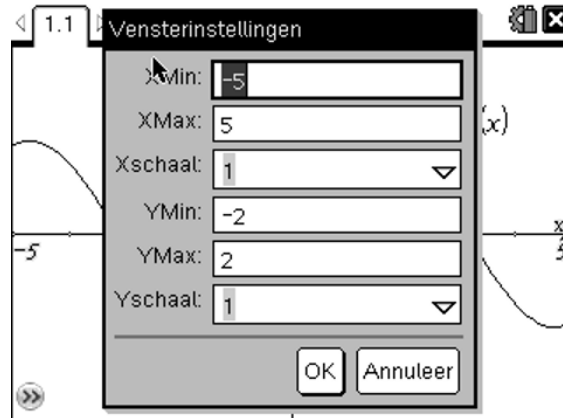 1.1
Vensterinstellingen
XMin: -5
XMax: 5
Xschaal: 1
YMin: -2
YMax: 2
Yschaal: 1
OK Annuleer
(x)
-5
x
5